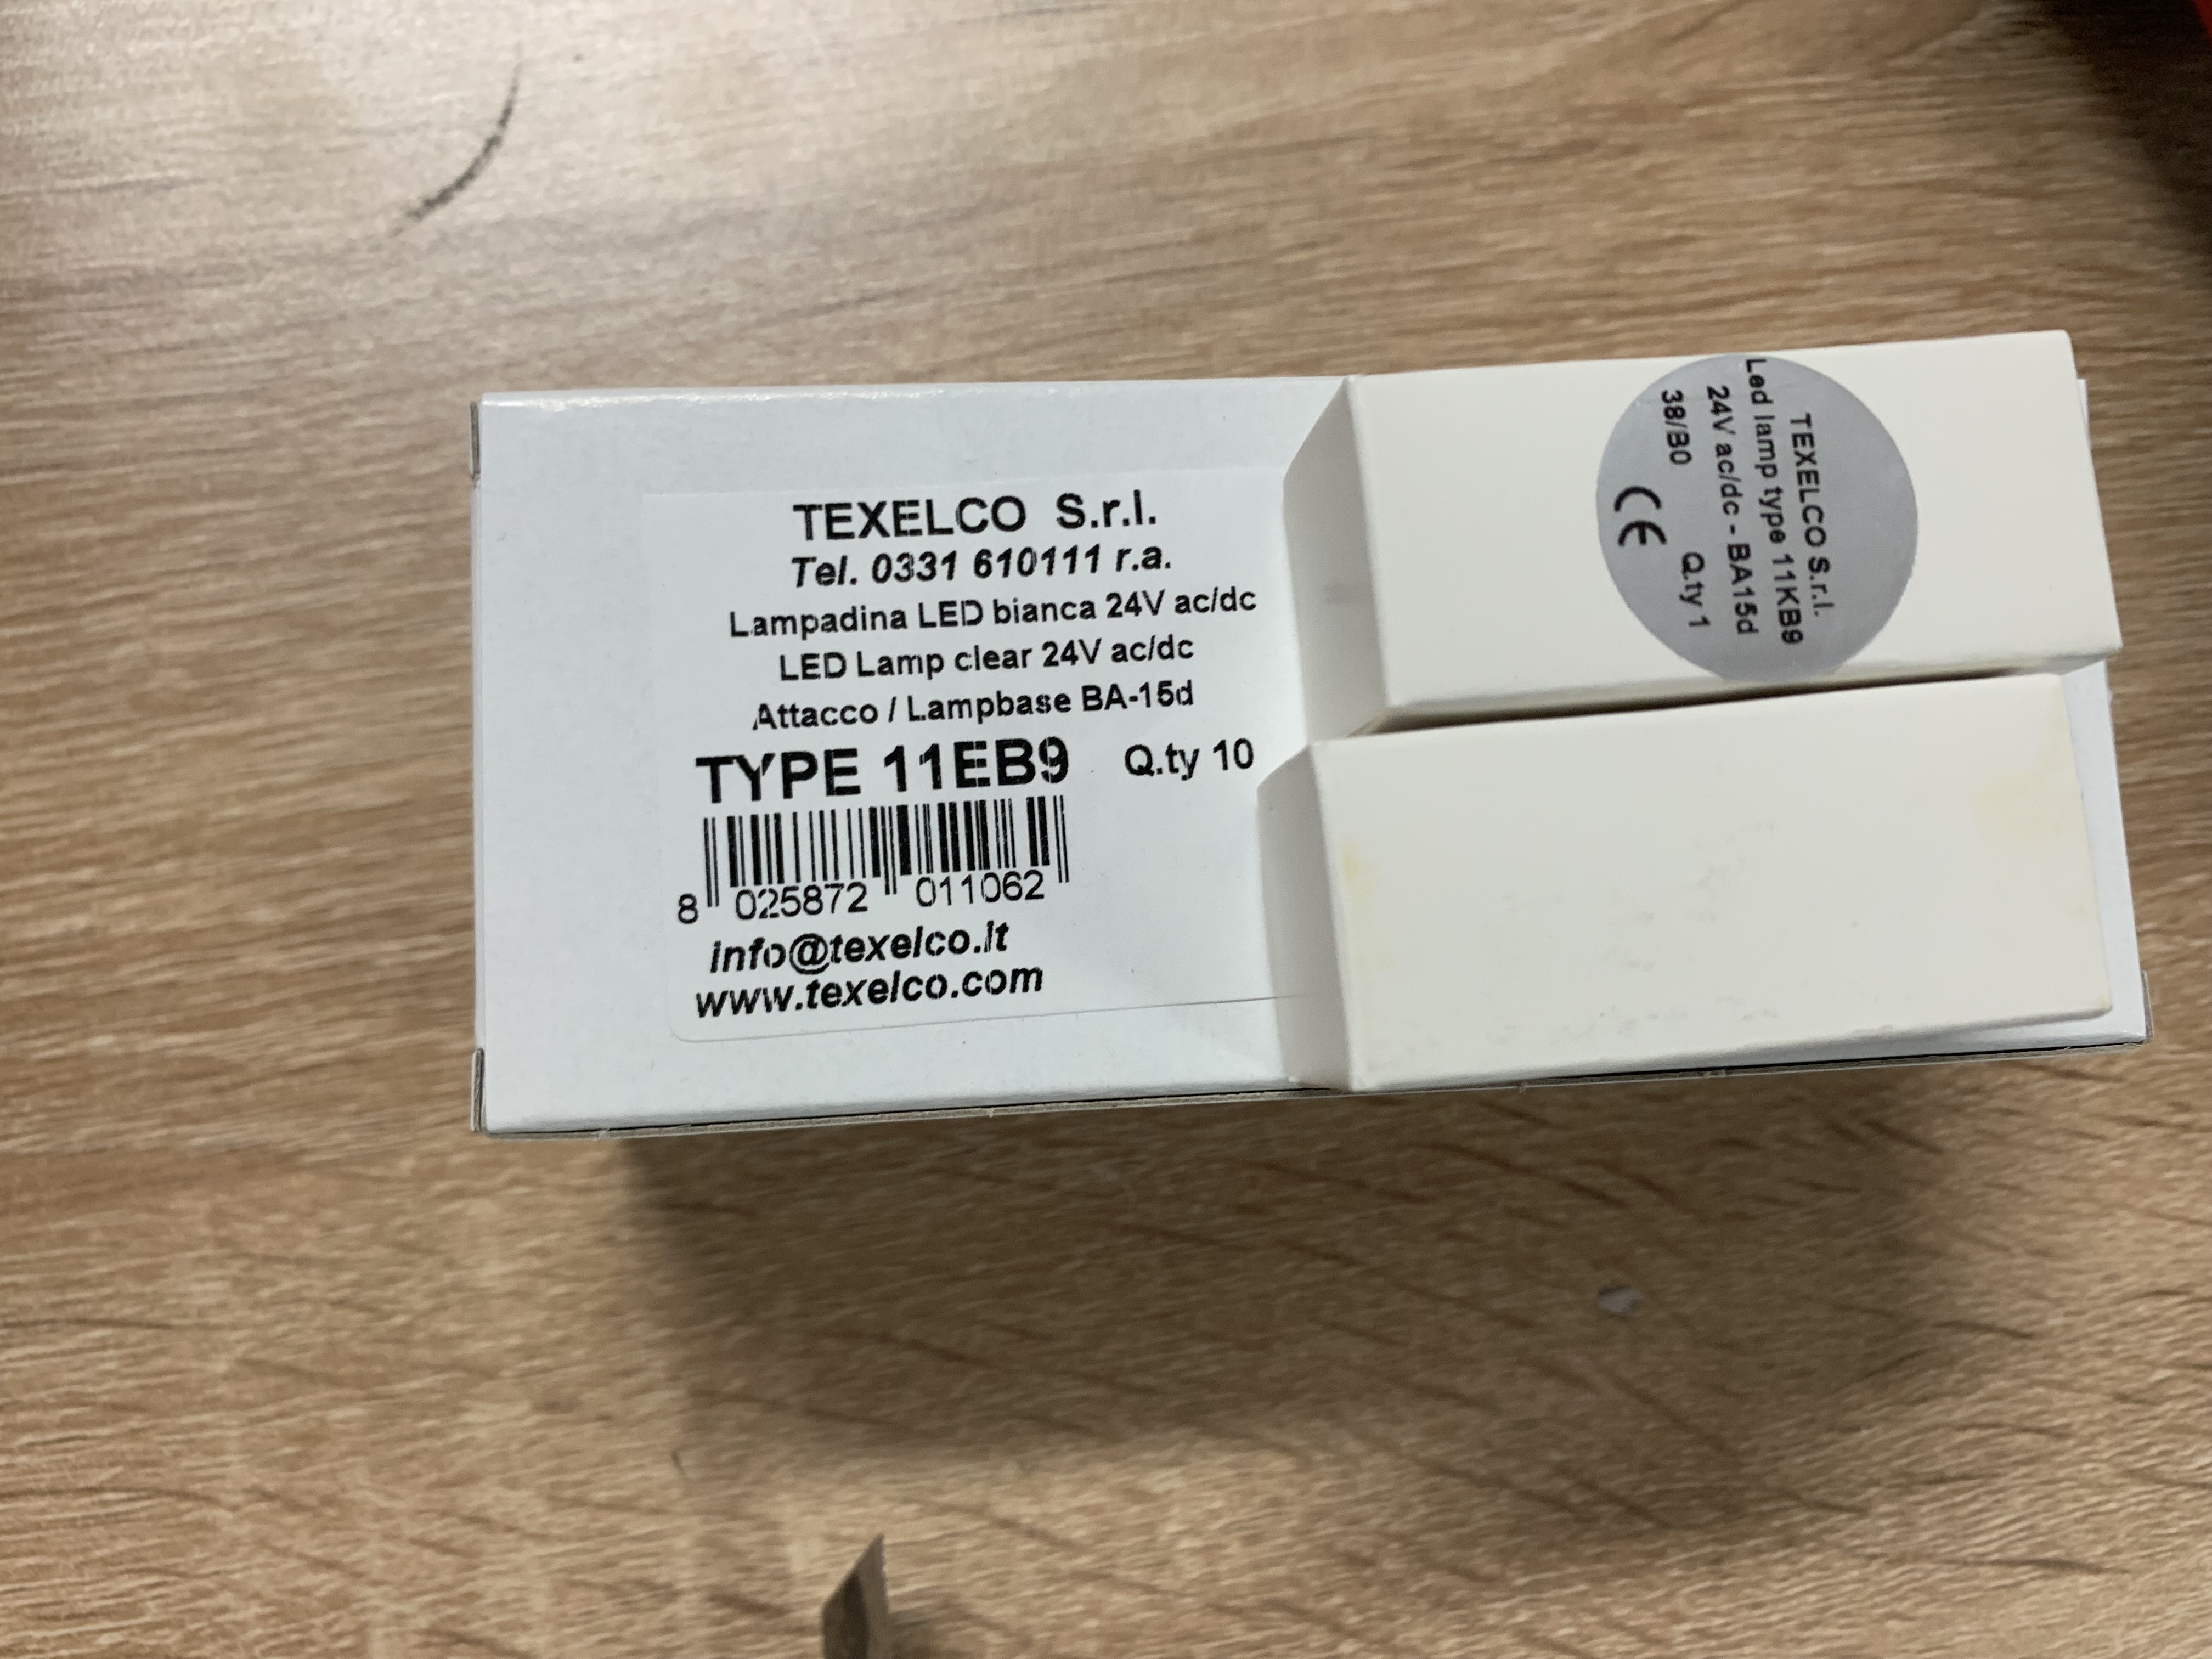 TEXELCO S.r.l.
Tel. 0331 610111 r.a.
Lampadina LED bianca 24V ac/dc
LED Lamp clear 24V ac/dc
Attacco / Lampbase BA-15d
TYPE 11EB9 Q.ty 10
8 025872 011062
info@texelco.it
www.texelco.com
TEXELCO S.r.l.
Led lamp type 11KB9
24V ac/dc - BA15d
38/B0 Q.ty 1
CE